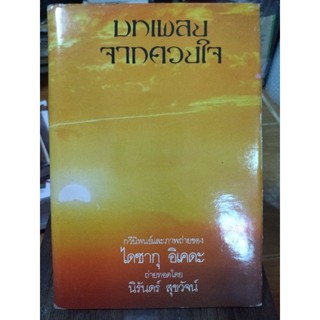 บทเพลง
จากดวงใจ
กวีนิพนธ์และภาพถ่ายของ
ไดซากุ อิเคดะ
ถ่ายทอดโดย
นิรันดร์ สุขวัจน์